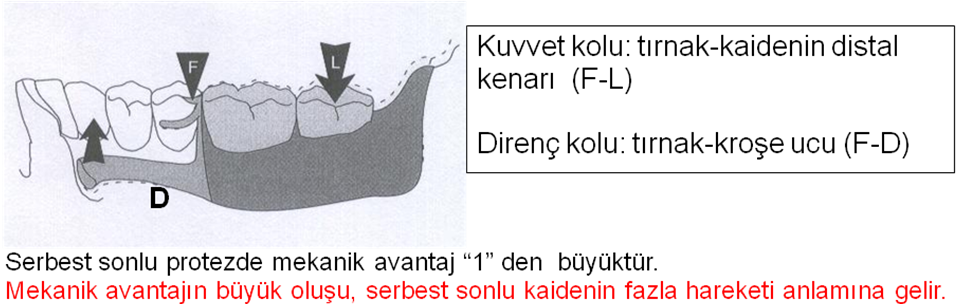 F
L
D
Kuvvet kolu: tırnak-kaidenin distal
kenarı (F-L)
Direnç kolu: tırnak-kroşe ucu (F-D)
Serbest sonlu protezde mekanik avantaj “1” den büyüktür.
Mekanik avantajın büyük oluşu, serbest sonlu kaidenin fazla hareketi anlamına gelir.